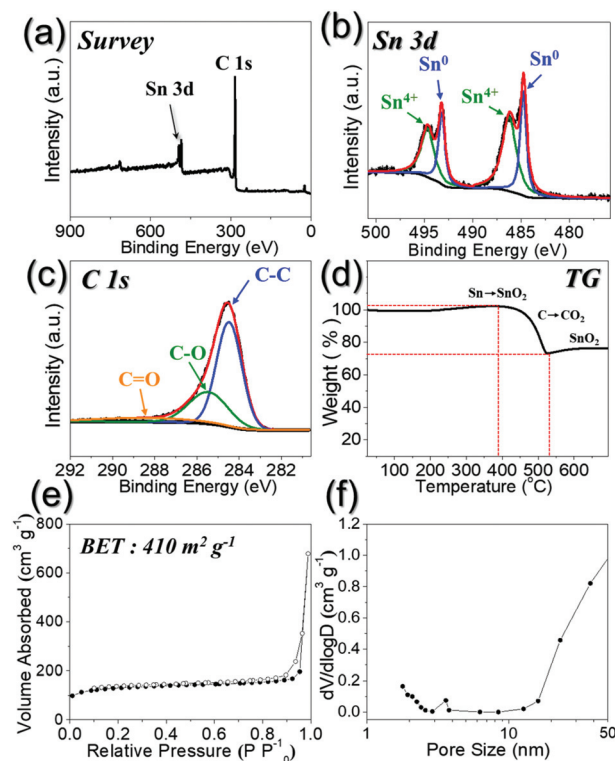 (a) Survey
C 1s
Sn 3d
Intensity (a.u.)
900 600 300 0
Binding Energy (eV)
(b) Sn 3d
Sn⁰
Sn⁰
Sn⁴⁺
Sn⁴⁺
Intensity (a.u.)
500 495 490 485 480
Binding Energy (eV)
(c) C 1s
C-C
C-O
C=O
Intensity (a.u.)
292 290 288 286 284 282
Binding Energy (eV)
(d) TG
Sn→SnO₂
C→CO₂
SnO₂
Weight ( %)
120
100
80
60
40
100 200 300 400 500 600
Temperature (°C)
(e) BET : 410 m² g⁻¹
Volume Absorbed (cm³ g⁻¹)
800
600
400
200
0
0.0 0.2 0.4 0.6 0.8 1.0
Relative Pressure (P P⁻¹₀)
(f)
dV/dlogD (cm³ g⁻¹)
1.2
1.0
0.8
0.6
0.4
0.2
0.0
0 10 50
Pore Size (nm)